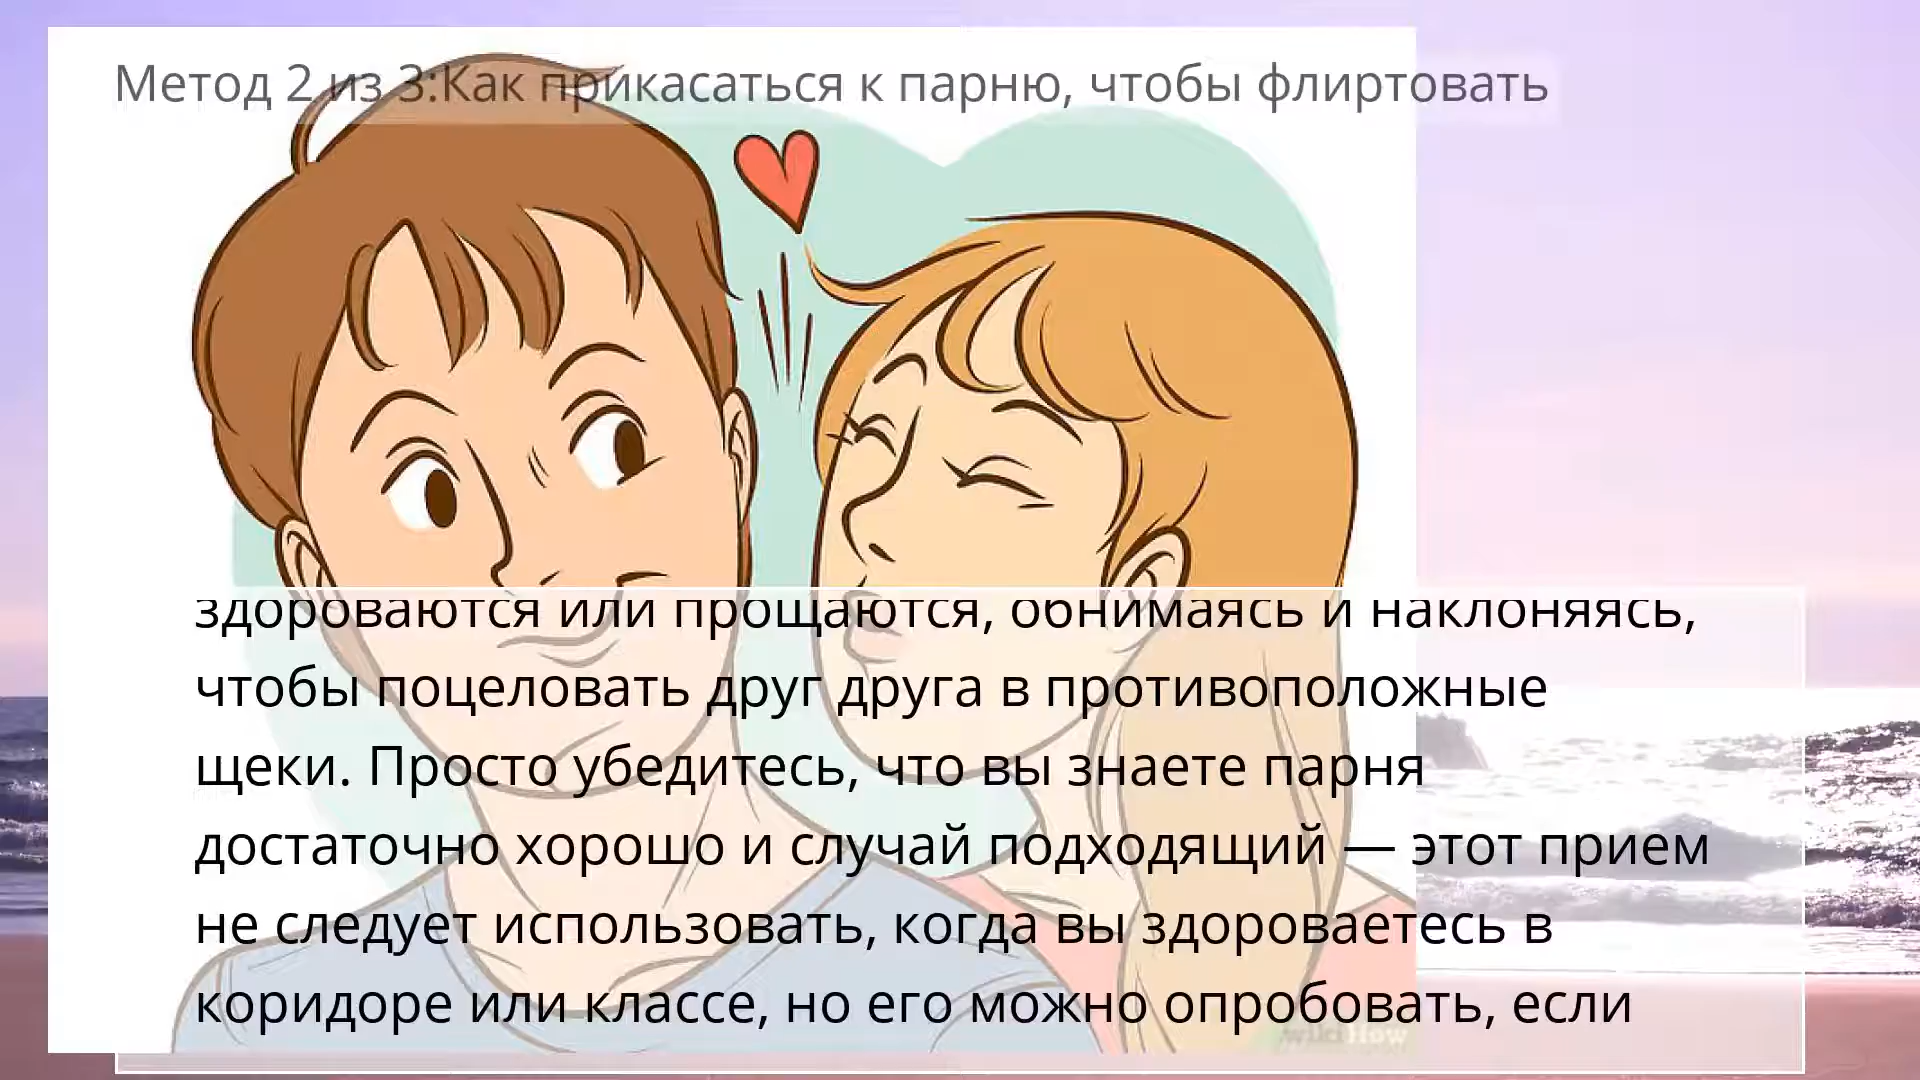 Метод 2 из 3:Как прикасаться к парню, чтобы флиртовать
здороваются или прощаются, обнимаясь и наклоняясь,
чтобы поцеловать друг друга в противоположные
щеки. Просто убедитесь, что вы знаете парня
достаточно хорошо и случай подходящий — этот прием
не следует использовать, когда вы здороваетесь в
коридоре или классе, но его можно опробовать, если
wikiHow